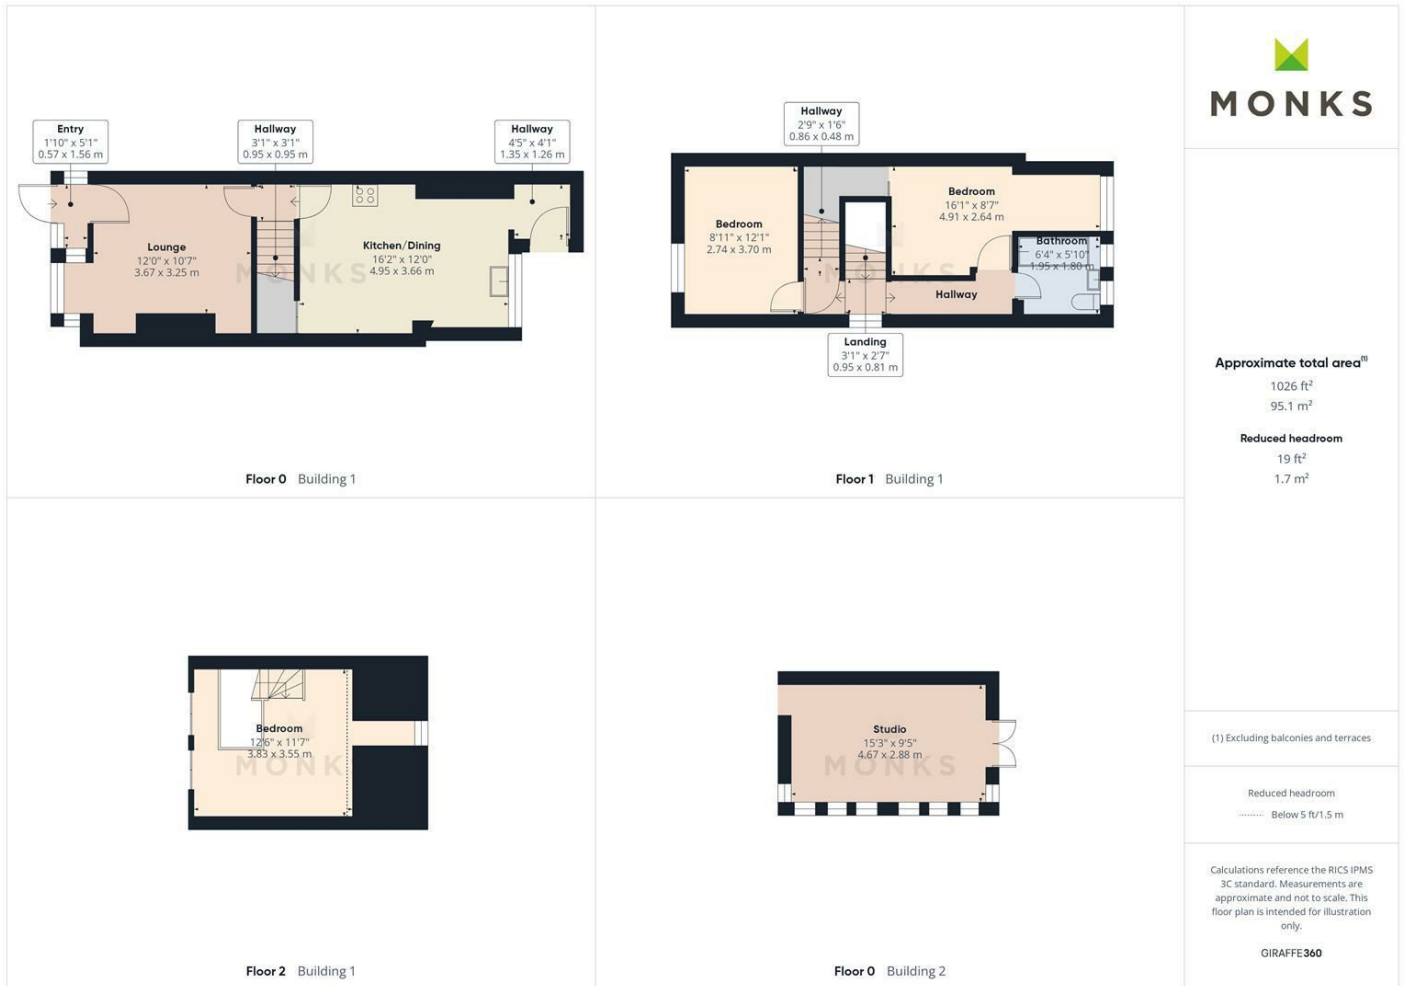 Entry
1'10" x 5'1"
0.57 x 1.56 m
Hallway
3'1" x 3'1"
0.95 x 0.95 m
Hallway
4'5" x 4'1"
1.35 x 1.26 m
Lounge
12'0" x 10'7"
3.67 x 3.25 m
Kitchen/Dining
16'2" x 12'0"
4.95 x 3.66 m
MONKS
Floor 0 Building 1
Hallway
2'9" x 1'6"
0.86 x 0.48 m
Bedroom
8'11" x 12'1"
2.74 x 3.70 m
Bedroom
16'1" x 8'7"
4.91 x 2.64 m
Bathroom
6'4" x 5'10"
1.95 x 1.80 m
MONKS
Hallway
Landing
3'1" x 2'7"
0.95 x 0.81 m
Floor 1 Building 1
Bedroom
12'6" x 11'7"
3.83 x 3.55 m
MONKS
Floor 2 Building 1
Studio
15'3" x 9'5"
4.67 x 2.88 m
MONKS
Floor 0 Building 2
MONKS
Approximate total area(1)
1026 ft²
95.1 m²
Reduced headroom
19 ft²
1.7 m²
(1) Excluding balconies and terraces
Reduced headroom
Below 5 ft/1.5 m
Calculations reference the RICS IPMS
3C standard. Measurements are
approximate and not to scale. This
floor plan is intended for illustration
only.
GIRAFFE360